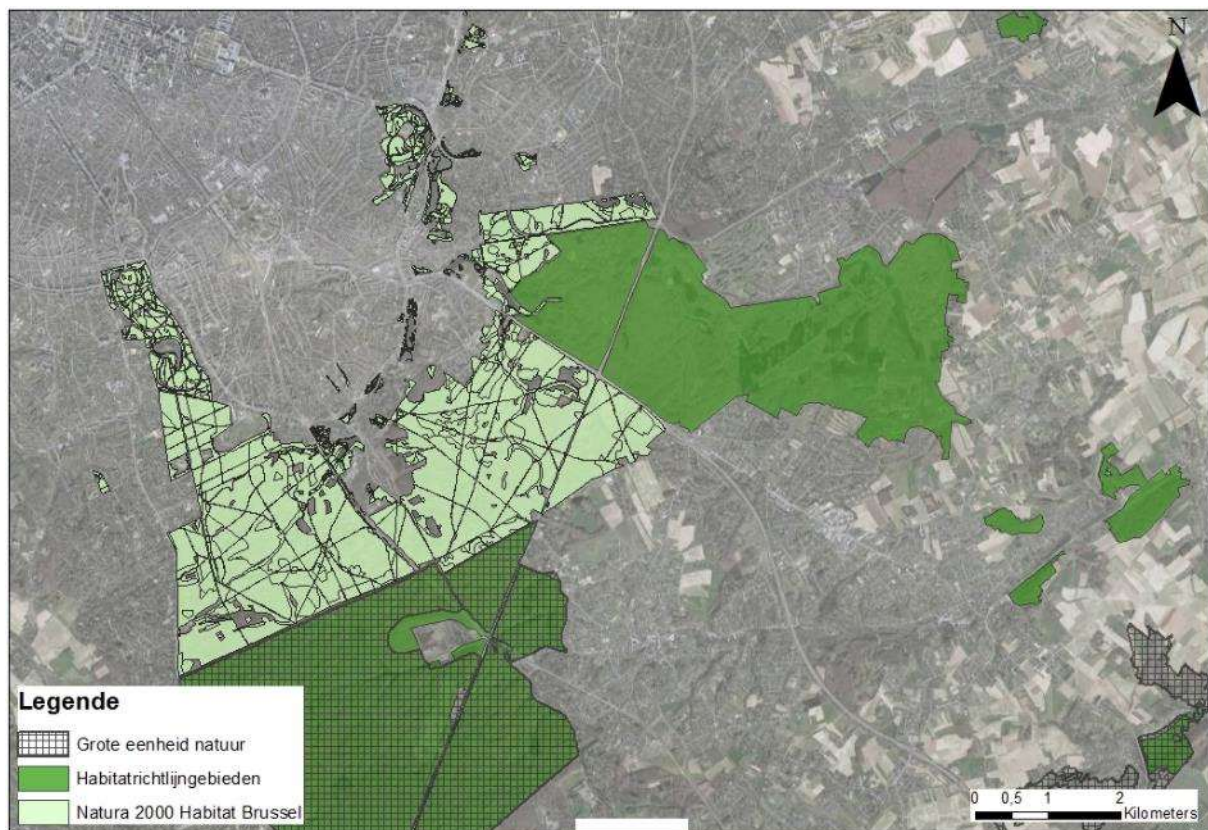 N
Legende
Grote eenheid natuur
Habitatrichtlijngebieden
Natura 2000 Habitat Brussel
0 0,5 1 2
Kilometers